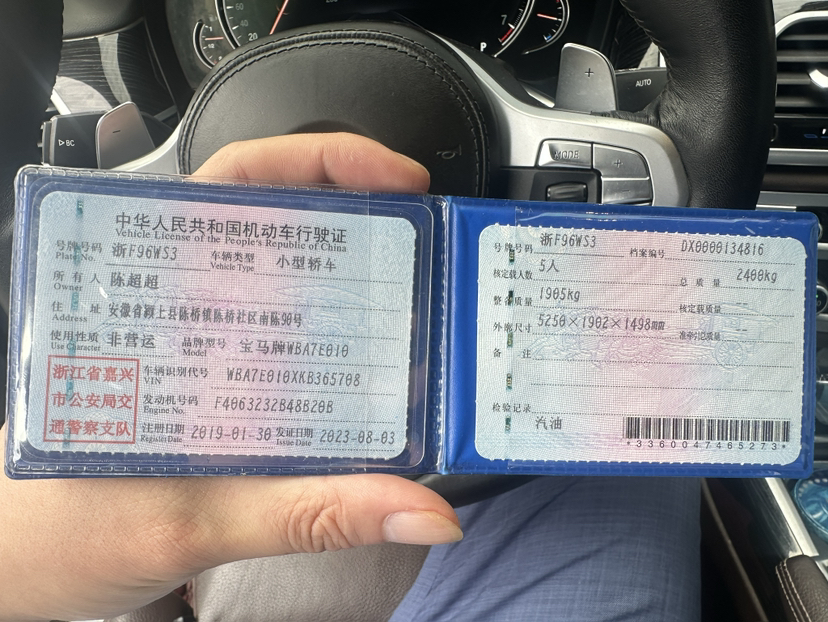 60
40
20
7
P
AUTO
BC
MODE
+
−
+
中华人民共和国机动车行驶证
Vehicle License of the People's Republic of China
号牌号码 浙F96WS3 车辆类型 小型轿车
Plate No. Vehicle Type
所有人 陈超超
Owner
住址 安徽省颍上县陈桥镇陈桥社区南陈90号
Address
使用性质 非营运 品牌型号 宝马牌WBA7E010
Use Character Model
浙江省嘉兴
市公安局交
通警察支队
车辆识别代号 WBA7E010XKB365708
VIN
发动机号码 F4063232B48B20B
Engine No.
注册日期 2019-01-30 发证日期 2023-08-03
Register Date Issue Date
号牌号码 浙F96WS3 档案编号 DX0000134816
核定载人数 5人 总质量 2400kg
整备质量 1905kg 核定载质量 --
外廓尺寸 5250×1902×1498mm 准牵引总质量 --
备注
检验记录
汽油
*3360047465273*